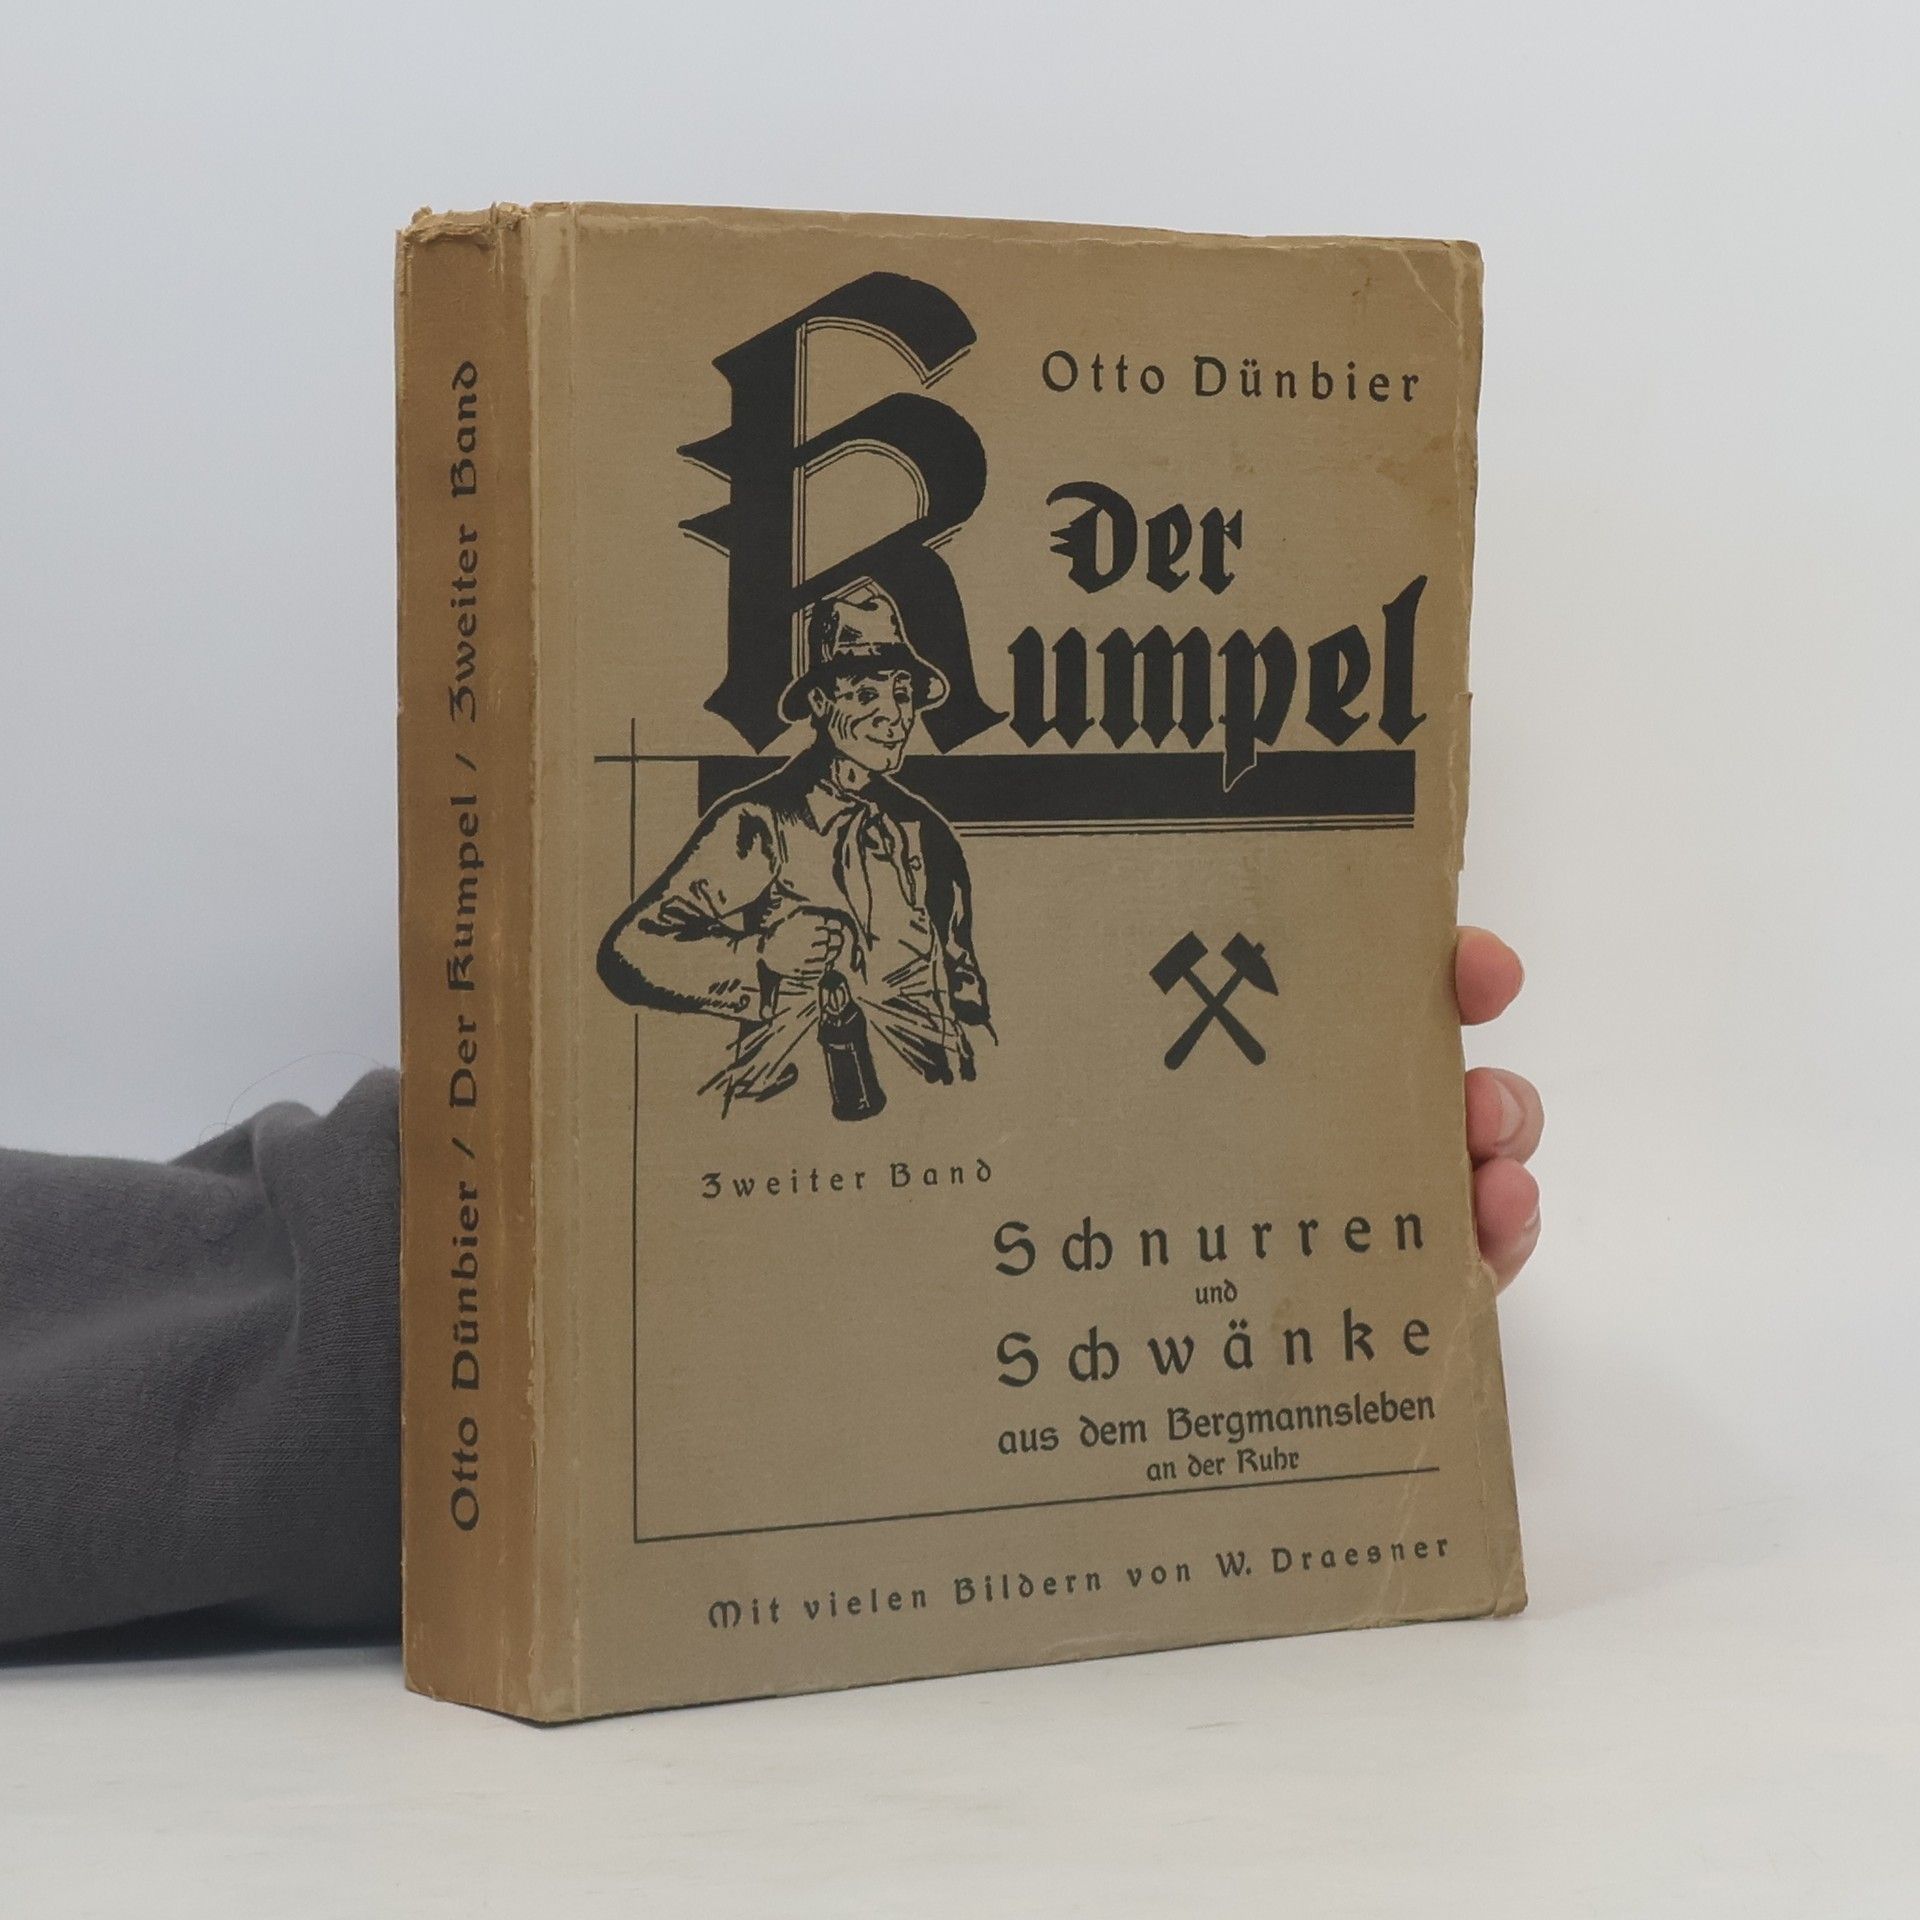 Otto Dünbier / Der Kumpel / Zweiter Band
Otto Dünbier
Der
Kumpel
Zweiter Band
Schnurren
und
Schwänke
aus dem Bergmannsleben
an der Ruhr
Mit vielen Bildern von W. Draesner